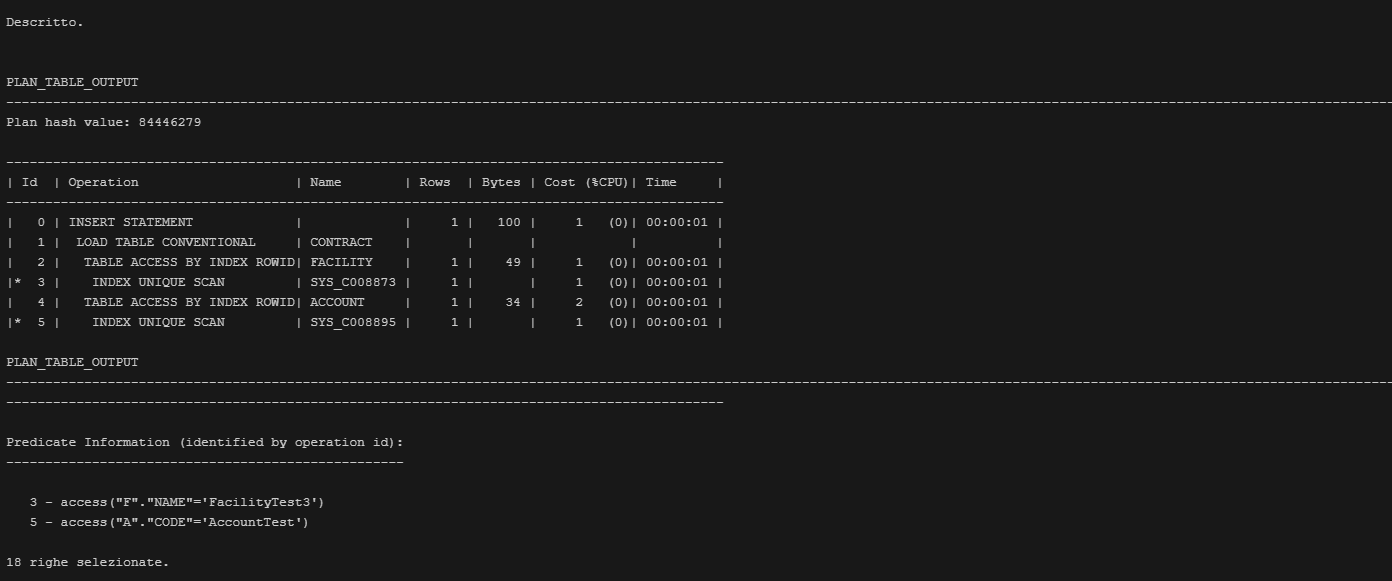 Descritto.
PLAN_TABLE_OUTPUT
--------------------------------------------------------------------------------------------------------------------------------------------------------------------------------
Plan hash value: 84446279
--------------------------------------------------------------------------------------------
| Id  | Operation                    | Name        | Rows  | Bytes | Cost (%CPU)| Time     |
--------------------------------------------------------------------------------------------
|   0 | INSERT STATEMENT             |             |     1 |   100 |     1   (0)| 00:00:01 |
|   1 |  LOAD TABLE CONVENTIONAL     | CONTRACT    |       |       |            |          |
|   2 |   TABLE ACCESS BY INDEX ROWID| FACILITY    |     1 |    49 |     1   (0)| 00:00:01 |
|*  3 |    INDEX UNIQUE SCAN         | SYS_C008873 |     1 |       |     1   (0)| 00:00:01 |
|   4 |   TABLE ACCESS BY INDEX ROWID| ACCOUNT     |     1 |    34 |     2   (0)| 00:00:01 |
|*  5 |    INDEX UNIQUE SCAN         | SYS_C008895 |     1 |       |     1   (0)| 00:00:01 |
PLAN_TABLE_OUTPUT
--------------------------------------------------------------------------------------------------------------------------------------------------------------------------------
--------------------------------------------------------------------------------------------
Predicate Information (identified by operation id):
---------------------------------------------------
   3 - access("F"."NAME"='FacilityTest3')
   5 - access("A"."CODE"='AccountTest')
18 righe selezionate.